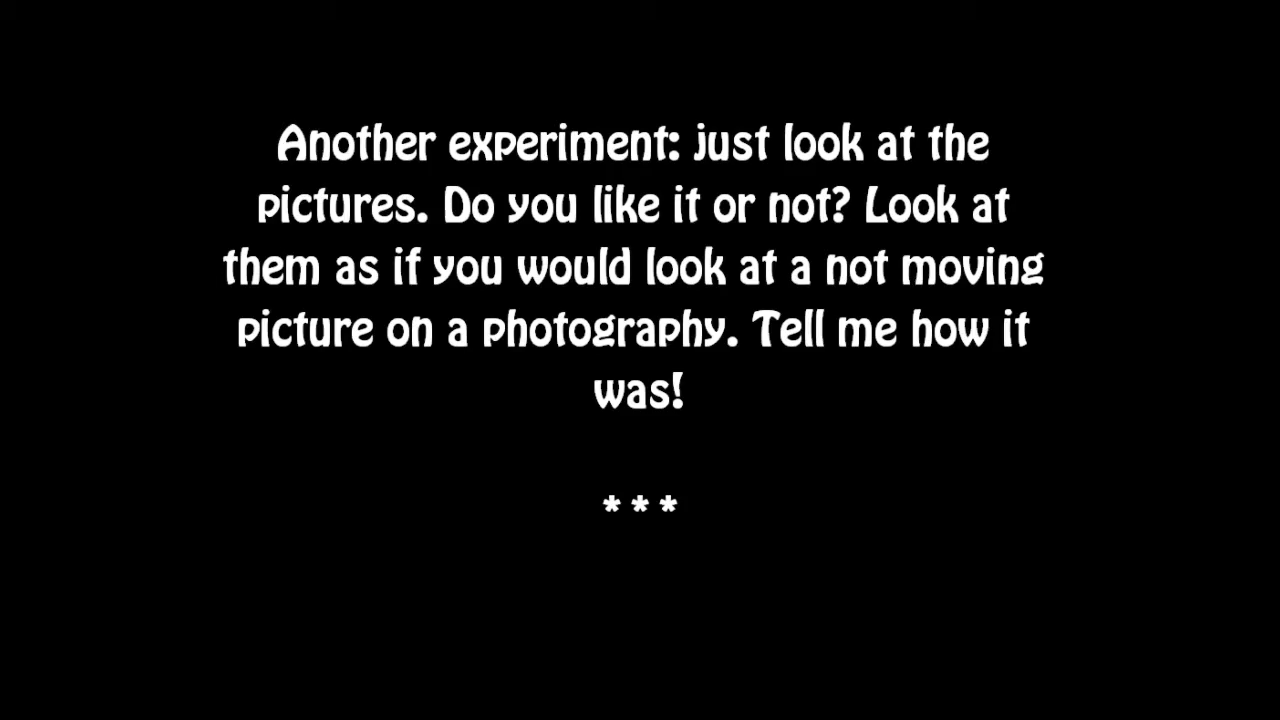 Another experiment: just look at the
pictures. Do you like it or not? Look at
them as if you would look at a not moving
picture on a photography. Tell me how it
was!
* * *